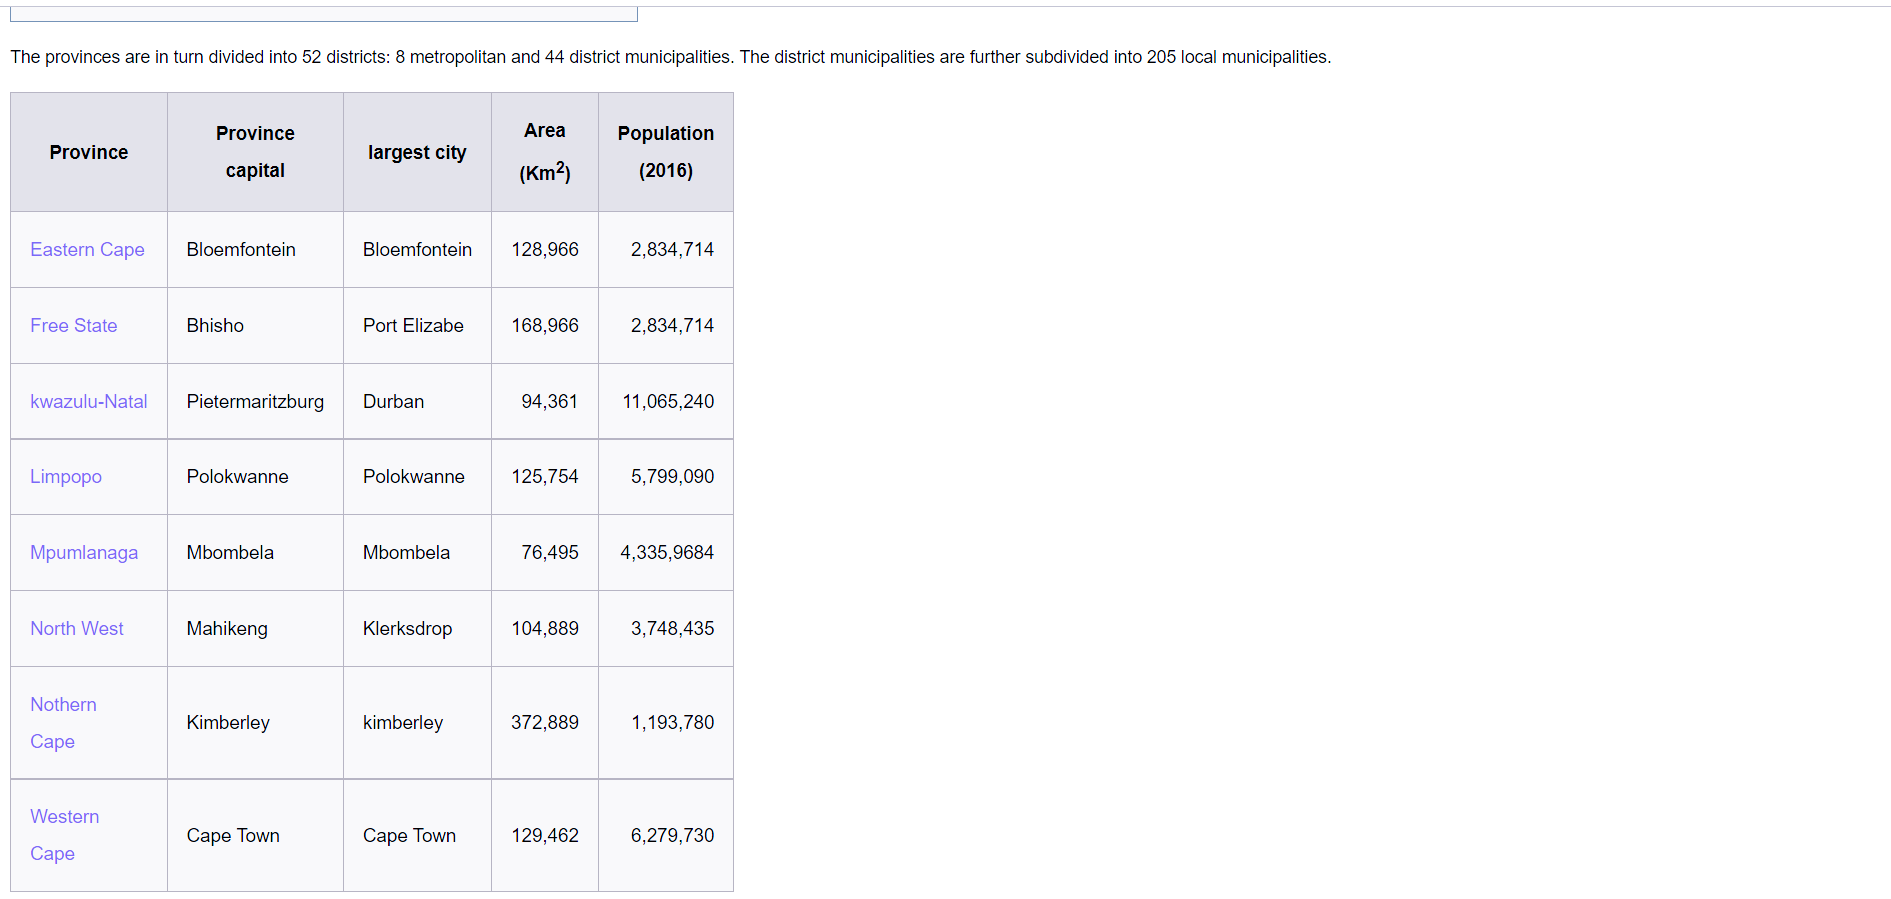 The provinces are in turn divided into 52 districts: 8 metropolitan and 44 district municipalities. The district municipalities are further subdivided into 205 local municipalities.
Province
Province
capital
largest city
Area
(Km²)
Population
(2016)
Eastern Cape Bloemfontein Bloemfontein 128,966 2,834,714
Free State Bhisho Port Elizabe 168,966 2,834,714
kwazulu-Natal Pietermaritzburg Durban 94,361 11,065,240
Limpopo Polokwanne Polokwanne 125,754 5,799,090
Mpumlanaga Mbombela Mbombela 76,495 4,335,9684
North West Mahikeng Klerksdrop 104,889 3,748,435
Nothern
Cape
Kimberley kimberley 372,889 1,193,780
Western
Cape
Cape Town Cape Town 129,462 6,279,730